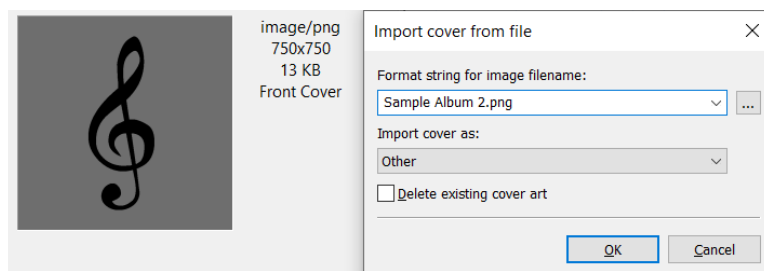 image/png
750x750
13 KB
Front Cover
Import cover from file
Format string for image filename:
Sample Album 2.png
...
Import cover as:
Other
Delete existing cover art
OK
Cancel